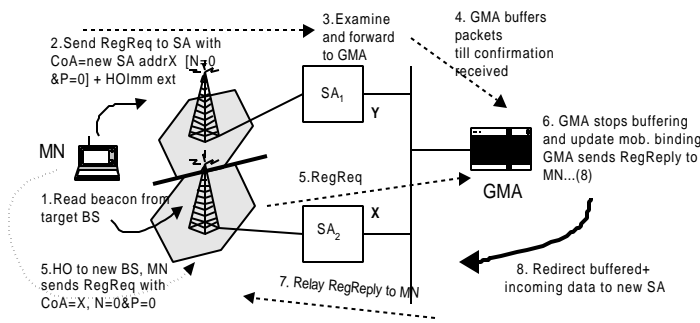 2.Send RegReq to SA with
CoA=new SA addrX [N=0
&P=0] + HOImm ext
3.Examine
and forward
to GMA
4. GMA buffers
packets
till confirmation
received
SA1
Y
MN
6. GMA stops buffering
and update mob. binding
GMA sends RegReply to
MN...(8)
GMA
1.Read beacon from
target BS
5.RegReq
X
SA2
5.HO to new BS, MN
sends RegReq with
CoA=X, N=0&P=0
7. Relay RegReply to MN
8. Redirect buffered+
incoming data to new SA